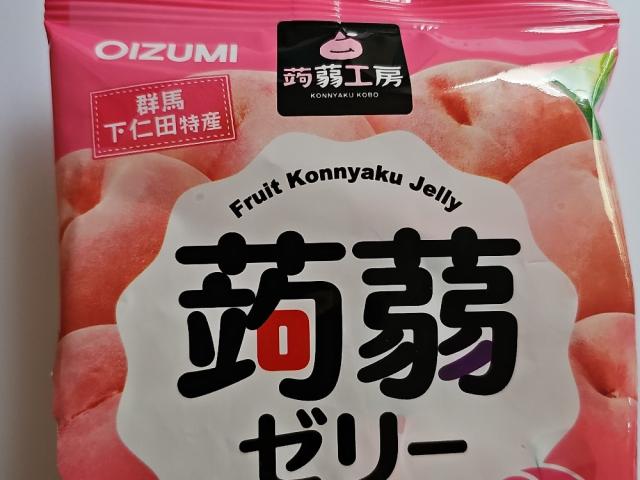 OIZUMI
蒟蒻工房
KONNYAKU KOBO
群馬
下仁田特産
Fruit Konnyaku Jelly
蒟蒻
ゼリー